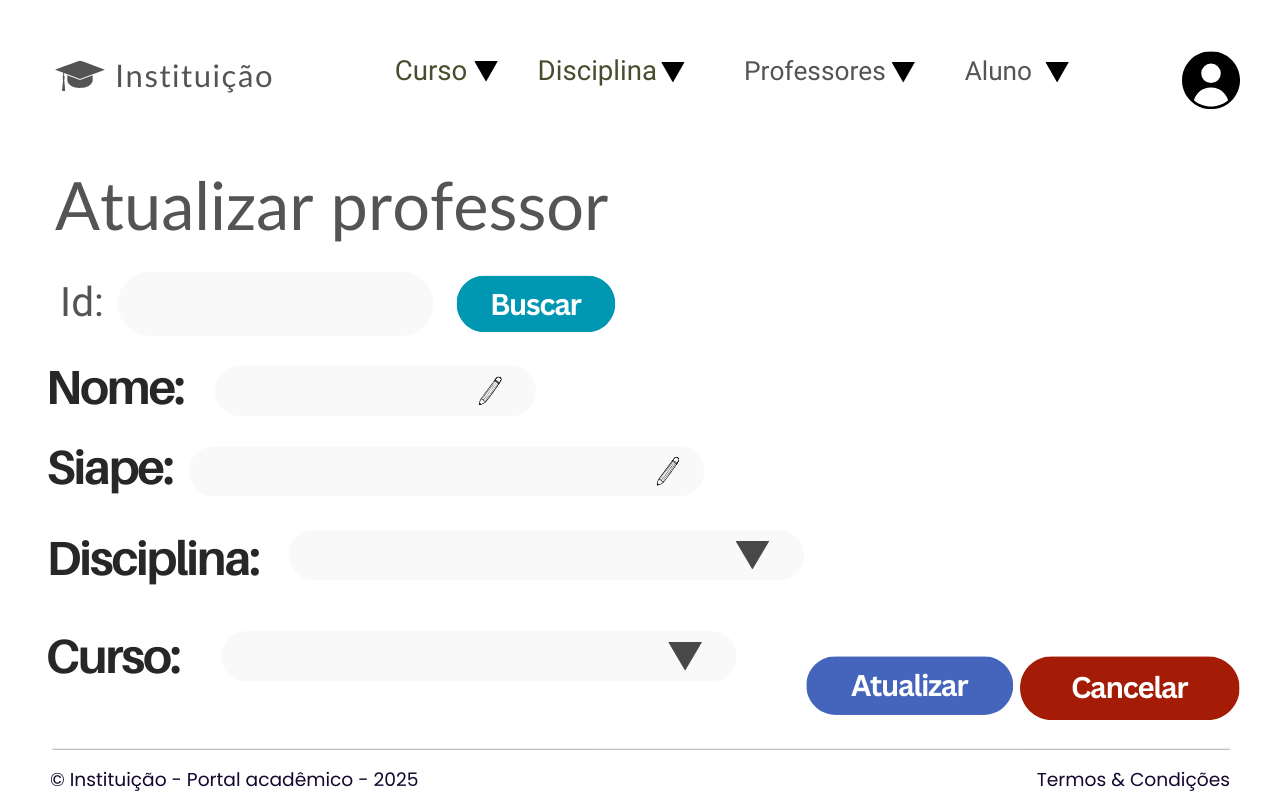 Instituição
Curso
Disciplina
Professores
Aluno
Atualizar professor
Id:
Buscar
Nome:
Siape:
Disciplina:
Curso:
Atualizar
Cancelar
© Instituição - Portal acadêmico - 2025
Termos & Condições